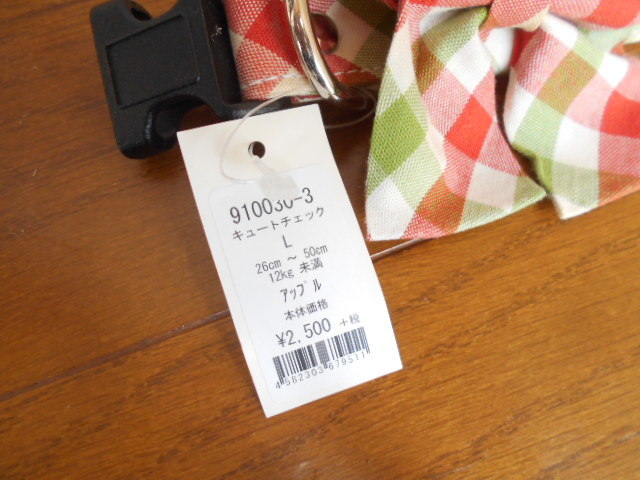 910030-3
キュートチェック
L
26cm ~ 50cm
12kg 未満
アップル
本体価格
¥2,500 +税
4582303679511